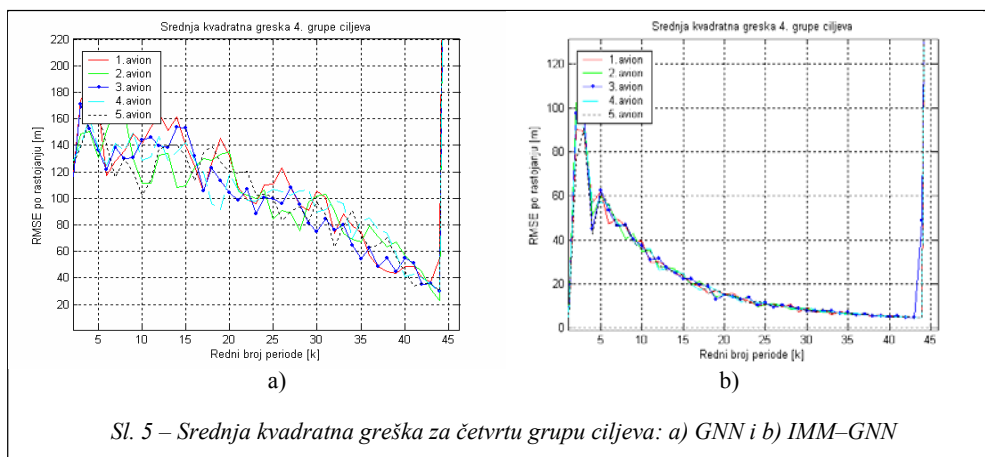 Srednja kvadratna greska 4. grupe ciljeva
220
200
180
160
140
120
100
80
60
40
20
RMSE po rastojanju [m]
1.avion
2.avion
3.avion
4.avion
5.avion
5 10 15 20 25 30 35 40 45
Redni broj periode [k]
a)
Srednja kvadratna greska 4. grupe ciljeva
120
100
80
60
40
20
0
RMSE po rastojanju [m]
1.avion
2.avion
3.avion
4.avion
5.avion
5 10 15 20 25 30 35 40 45
Redni broj periode [k]
b)
Sl. 5 – Srednja kvadratna greška za četvrtu grupu ciljeva: a) GNN i b) IMM–GNN